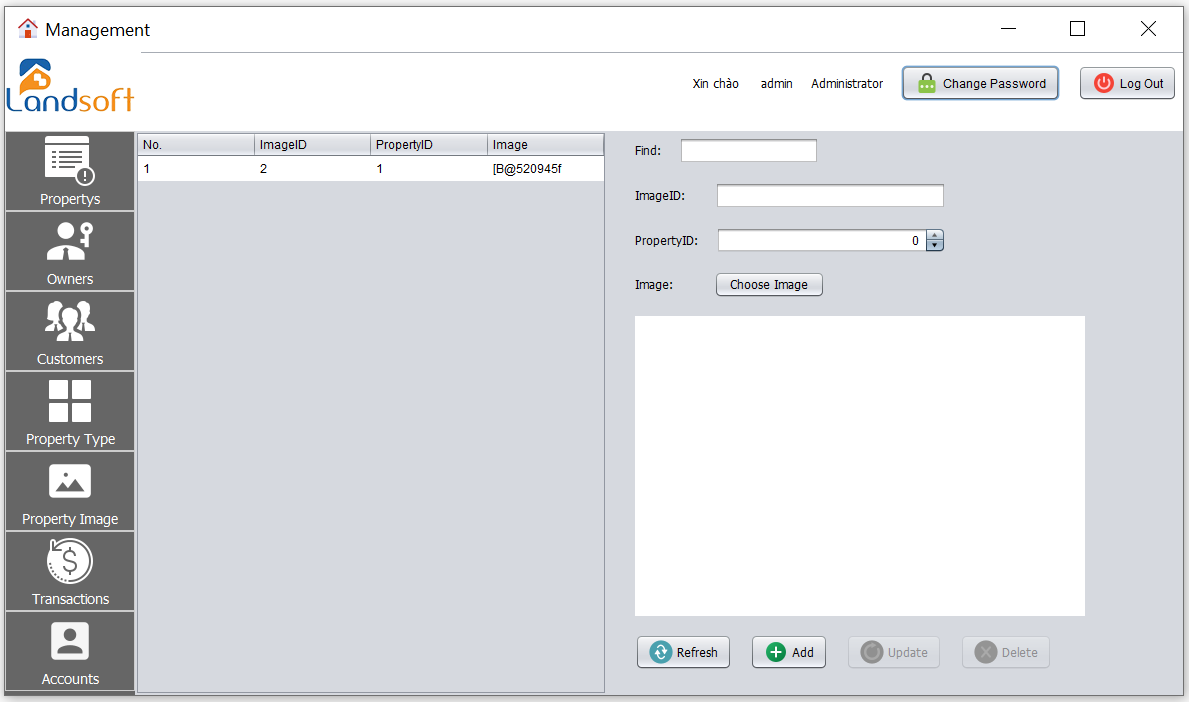 Management
Landsoft
Xin chào admin Administrator Change Password Log Out
Propertys
Owners
Customers
Property Type
Property Image
Transactions
Accounts
No. ImageID PropertyID Image
1 2 1 [B@520945f
Find:
ImageID:
PropertyID: 0
Image: Choose Image
Refresh Add Update Delete